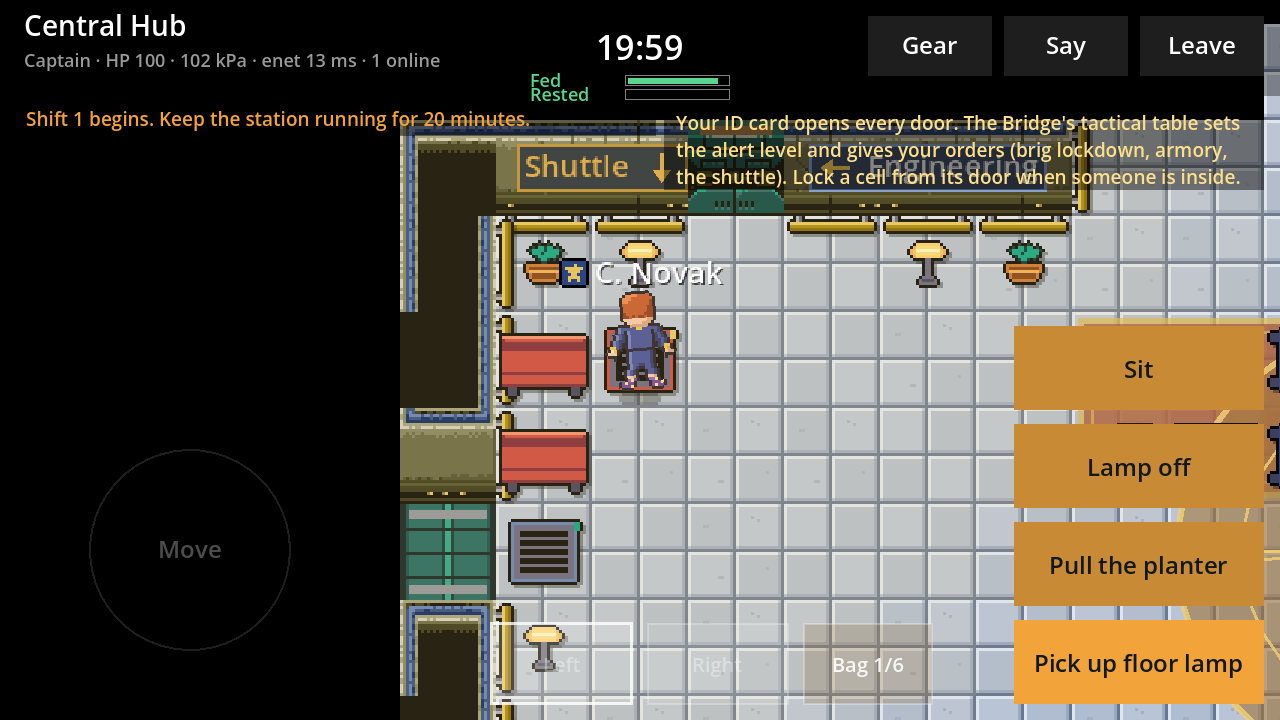 Central Hub
Captain · HP 100 · 102 kPa · enet 13 ms · 1 online
19:59
Fed
Rested
Gear
Say
Leave
Shift 1 begins. Keep the station running for 20 minutes.
Your ID card opens every door. The Bridge's tactical table sets
the alert level and gives your orders (brig lockdown, armory,
the shuttle). Lock a cell from its door when someone is inside.
Shuttle
Engineering
C. Novak
Sit
Lamp off
Pull the planter
Pick up floor lamp
Move
Right
Bag 1/6